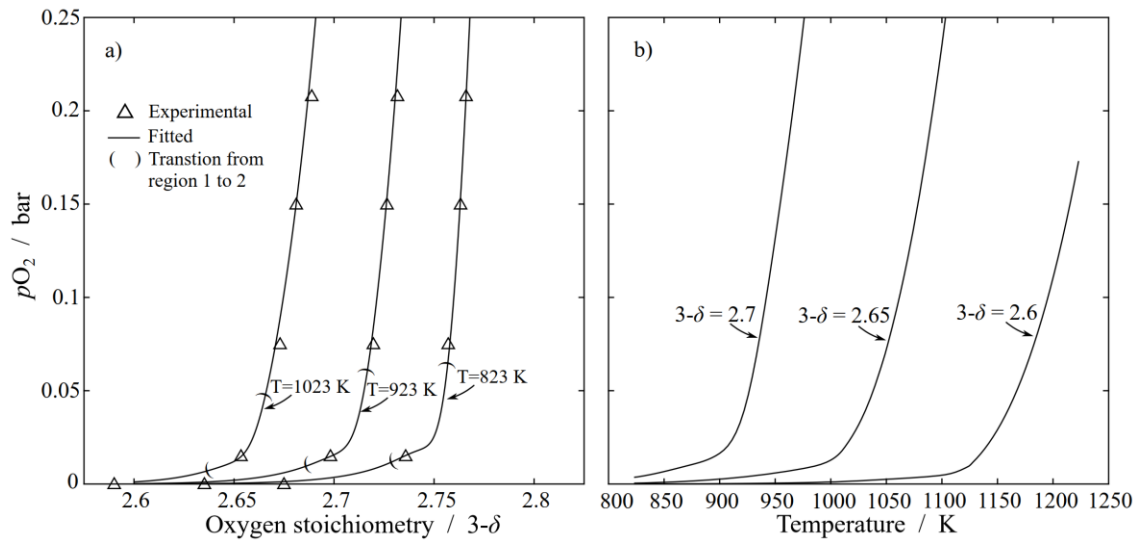 a)
Experimental
Fitted
( ) Transtion from
region 1 to 2
T=1023 K
T=923 K
T=823 K
0.25
0.2
0.15
0.1
0.05
0
pO₂ / bar
2.6 2.65 2.7 2.75 2.8
Oxygen stoichiometry / 3-δ
b)
3-δ = 2.7
3-δ = 2.65
3-δ = 2.6
800 850 900 950 1000 1050 1100 1150 1200 1250
Temperature / K